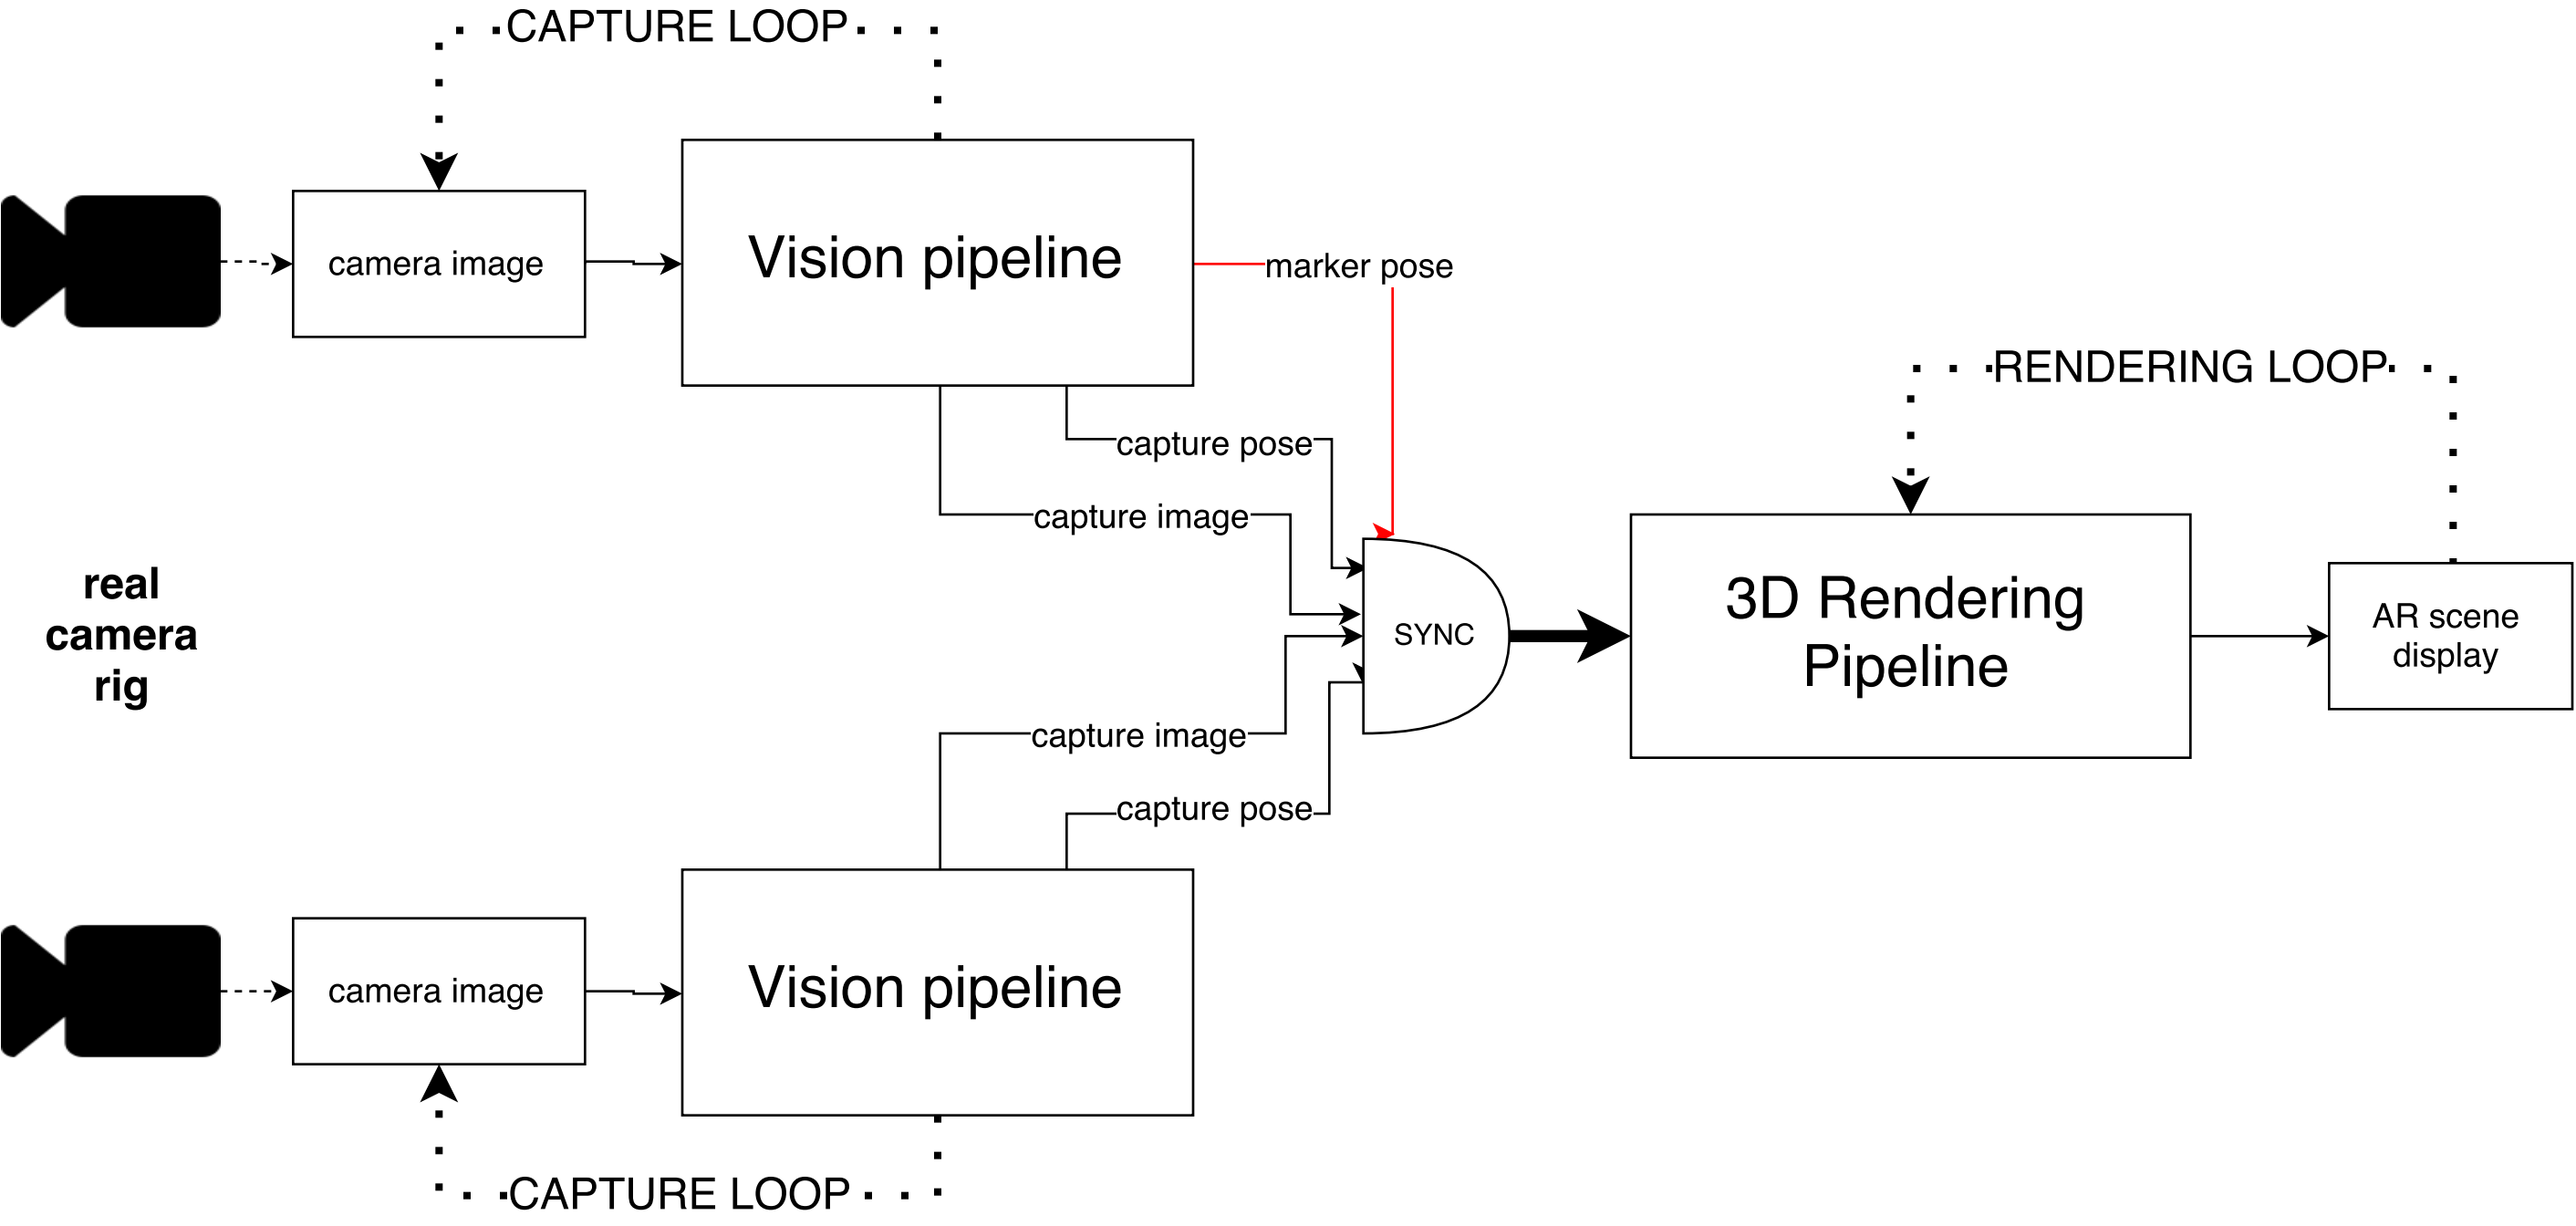 CAPTURE LOOP
camera image
Vision pipeline
marker pose
RENDERING LOOP
capture pose
capture image
real
camera
rig
SYNC
3D Rendering
Pipeline
AR scene
display
capture image
capture pose
camera image
Vision pipeline
CAPTURE LOOP